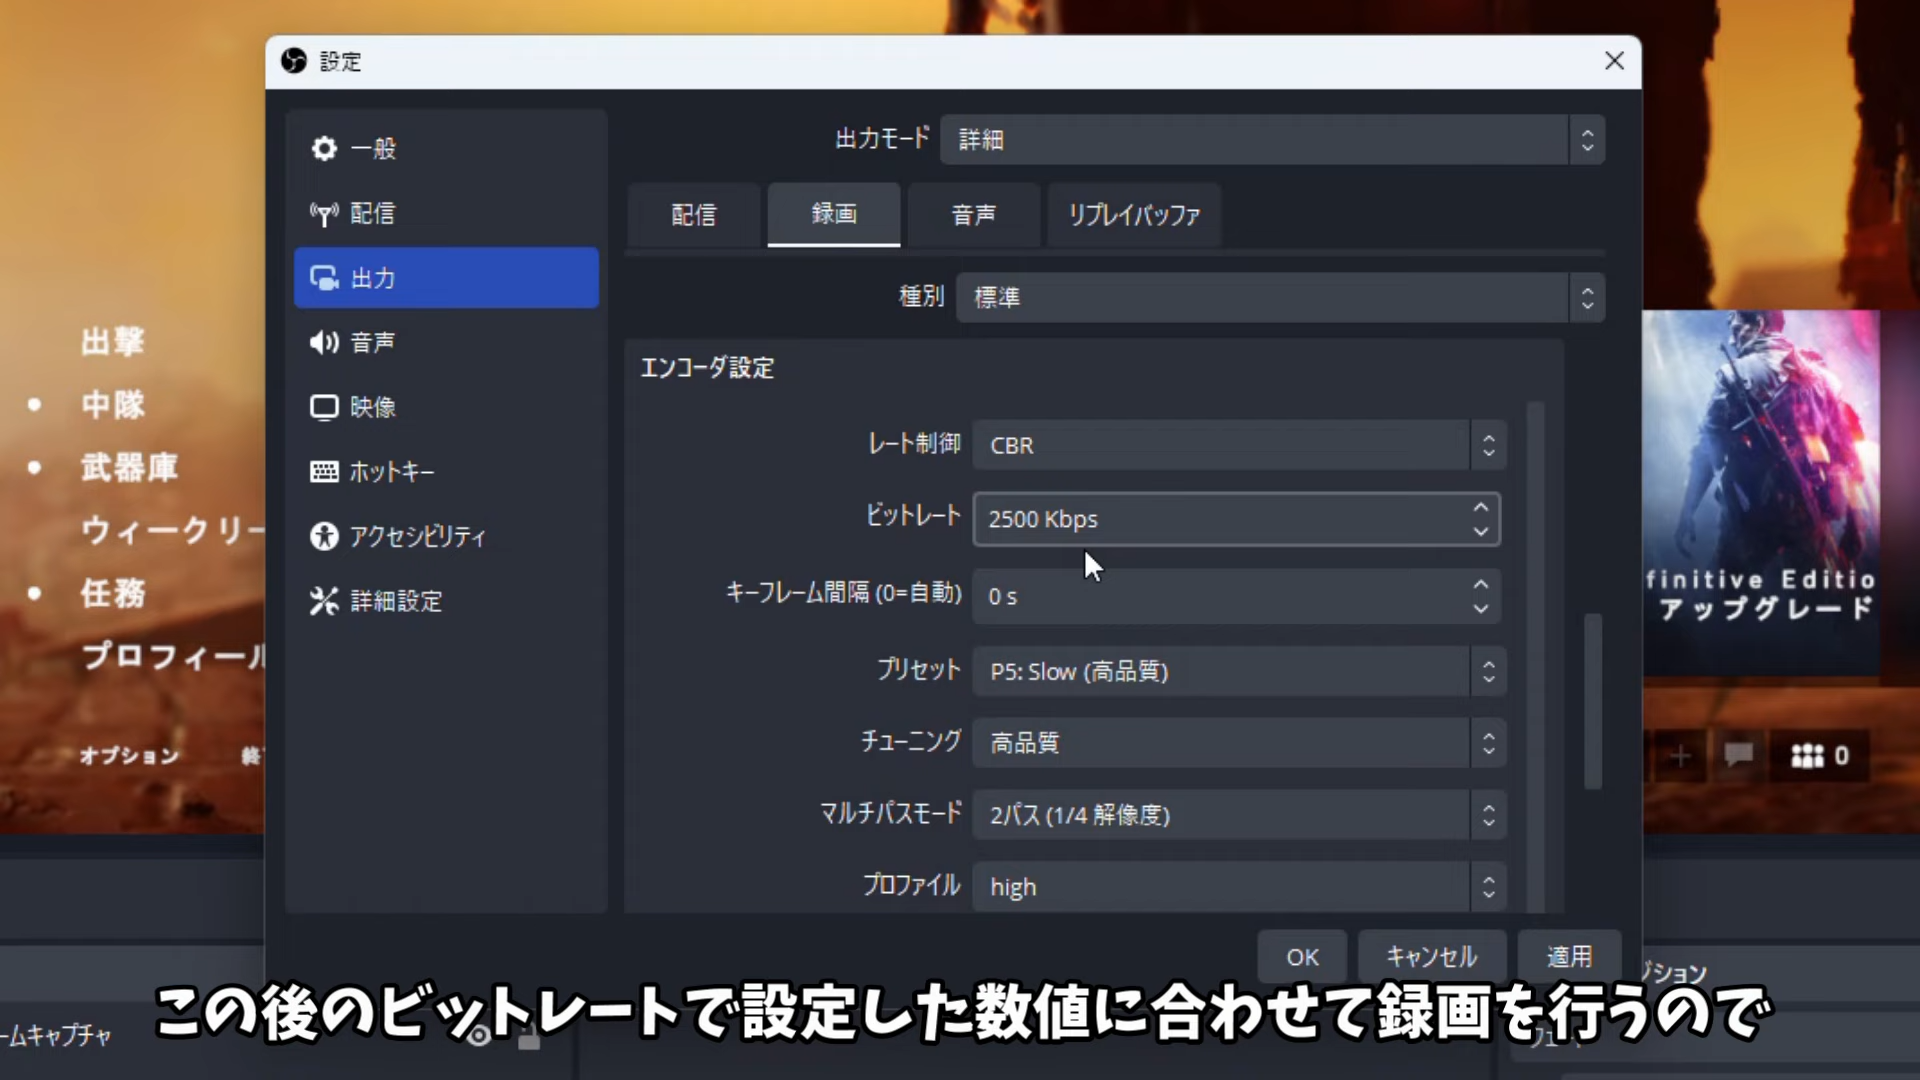 設定
一般
配信
出力
音声
映像
ホットキー
アクセシビリティ
詳細設定
出力モード 詳細
配信 録画 音声 リプレイバッファ
種別 標準
エンコーダ設定
レート制御 CBR
ビットレート 2500 Kbps
キーフレーム間隔 (0=自動) 0 s
プリセット P5: Slow (高品質)
チューニング 高品質
マルチパスモード 2パス (1/4 解像度)
プロファイル high
OK キャンセル 適用
出撃
中隊
武器庫
ウィークリー
任務
プロフィール
オプション 終
finitive Editio
アップグレード
0
ームキャプチャ
この後のビットレートで設定した数値に合わせて録画を行うので